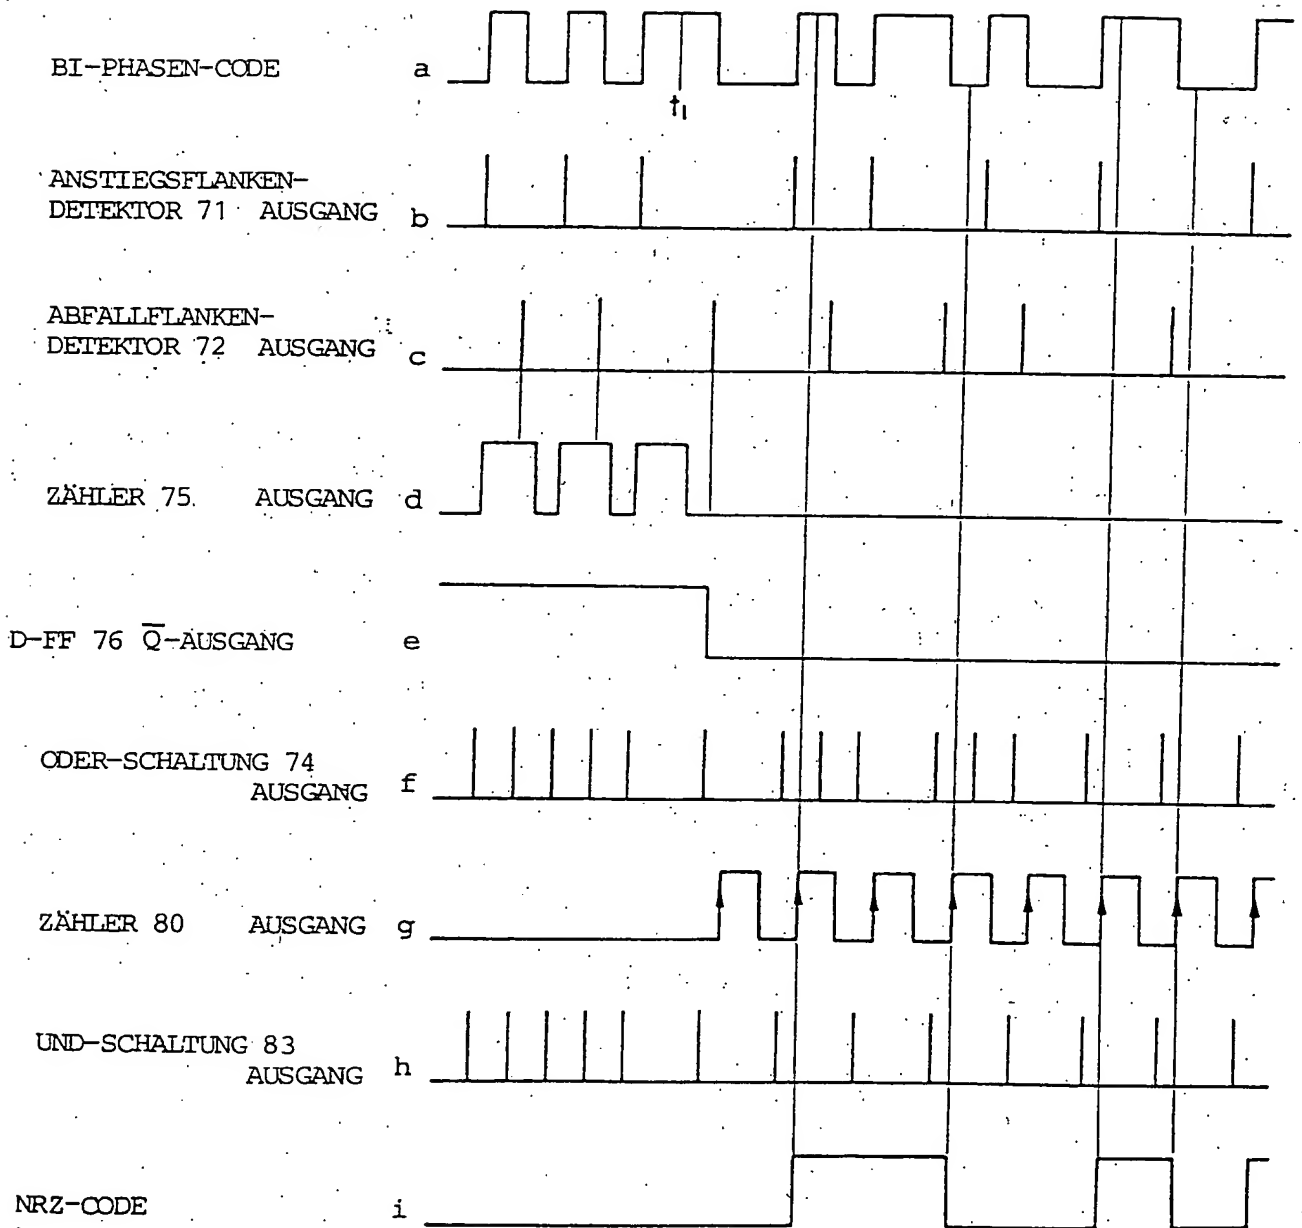 BI-PHASEN-CODE a
t₁
ANSTIEGSFLANKEN-
DETEKTOR 71 AUSGANG b
ABFALLFLANKEN-
DETEKTOR 72 AUSGANG c
ZÄHLER 75. AUSGANG d
D-FF 76 Q̅-AUSGANG e
ODER-SCHALTUNG 74
AUSGANG f
ZÄHLER 80 AUSGANG g
UND-SCHALTUNG 83
AUSGANG h
NRZ-CODE i